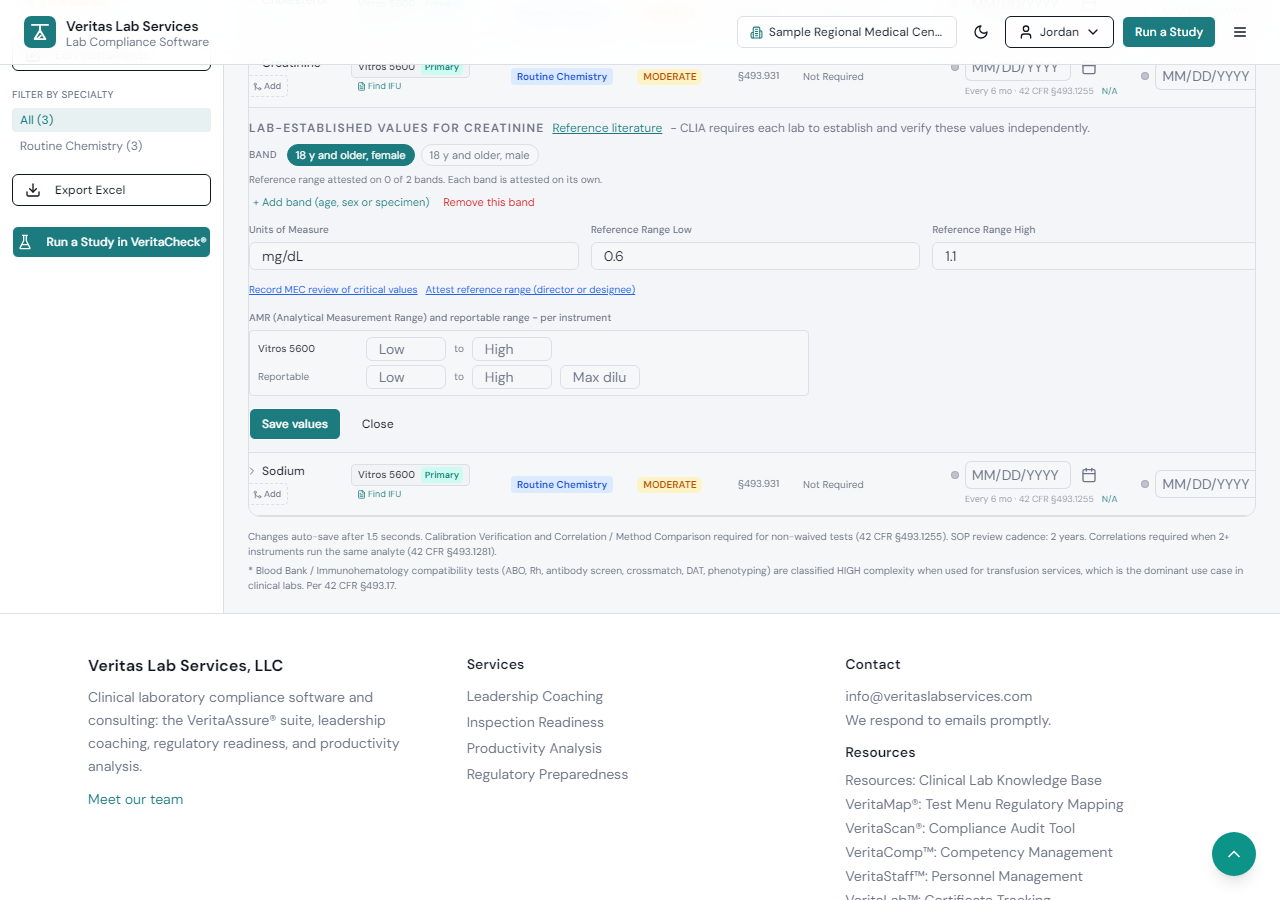 Veritas Lab Services
Lab Compliance Software
Sample Regional Medical Cen...
Jordan
Run a Study
FILTER BY SPECIALTY
All (3)
Routine Chemistry (3)
Export Excel
Run a Study in VeritaCheck®
Creatinine
Vitros 5600 Primary
Routine Chemistry
MODERATE
§493.931
Not Required
MM/DD/YYYY
MM/DD/YYYY
Add
Find IFU
Every 6 mo · 42 CFR §493.1255 N/A
LAB-ESTABLISHED VALUES FOR CREATININE Reference literature – CLIA requires each lab to establish and verify these values independently.
BAND 18 y and older, female 18 y and older, male
Reference range attested on 0 of 2 bands. Each band is attested on its own.
+ Add band (age, sex or specimen) Remove this band
Units of Measure Reference Range Low Reference Range High
mg/dL 0.6 1.1
Record MEC review of critical values Attest reference range (director or designee)
AMR (Analytical Measurement Range) and reportable range – per instrument
Vitros 5600 Low to High
Reportable Low to High Max dilu
Save values Close
Sodium
Vitros 5600 Primary
Routine Chemistry
MODERATE
§493.931
Not Required
MM/DD/YYYY
MM/DD/YYYY
Add
Find IFU
Every 6 mo · 42 CFR §493.1255 N/A
Changes auto-save after 1.5 seconds. Calibration Verification and Correlation / Method Comparison required for non-waived tests (42 CFR §493.1255). SOP review cadence: 2 years. Correlations required when 2+
instruments run the same analyte (42 CFR §493.1281).
* Blood Bank / Immunohematology compatibility tests (ABO, Rh, antibody screen, crossmatch, DAT, phenotyping) are classified HIGH complexity when used for transfusion services, which is the dominant use case in
clinical labs. Per 42 CFR §493.17.
Veritas Lab Services, LLC
Clinical laboratory compliance software and
consulting: the VeritaAssure® suite, leadership
coaching, regulatory readiness, and productivity
analysis.
Meet our team
Services
Leadership Coaching
Inspection Readiness
Productivity Analysis
Regulatory Preparedness
Contact
info@veritaslabservices.com
We respond to emails promptly.
Resources
Resources: Clinical Lab Knowledge Base
VeritaMap®: Test Menu Regulatory Mapping
VeritaScan®: Compliance Audit Tool
VeritaComp™: Competency Management
VeritaStaff™: Personnel Management
VeritaLab™: Certificate Tracking